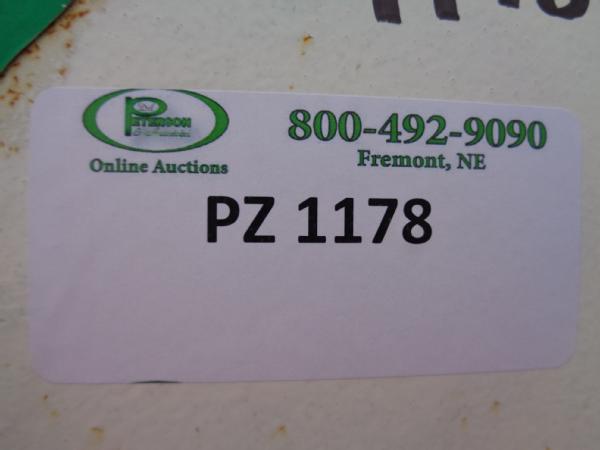 PETERSON
800-492-9090
Online Auctions
Fremont, NE
PZ 1178